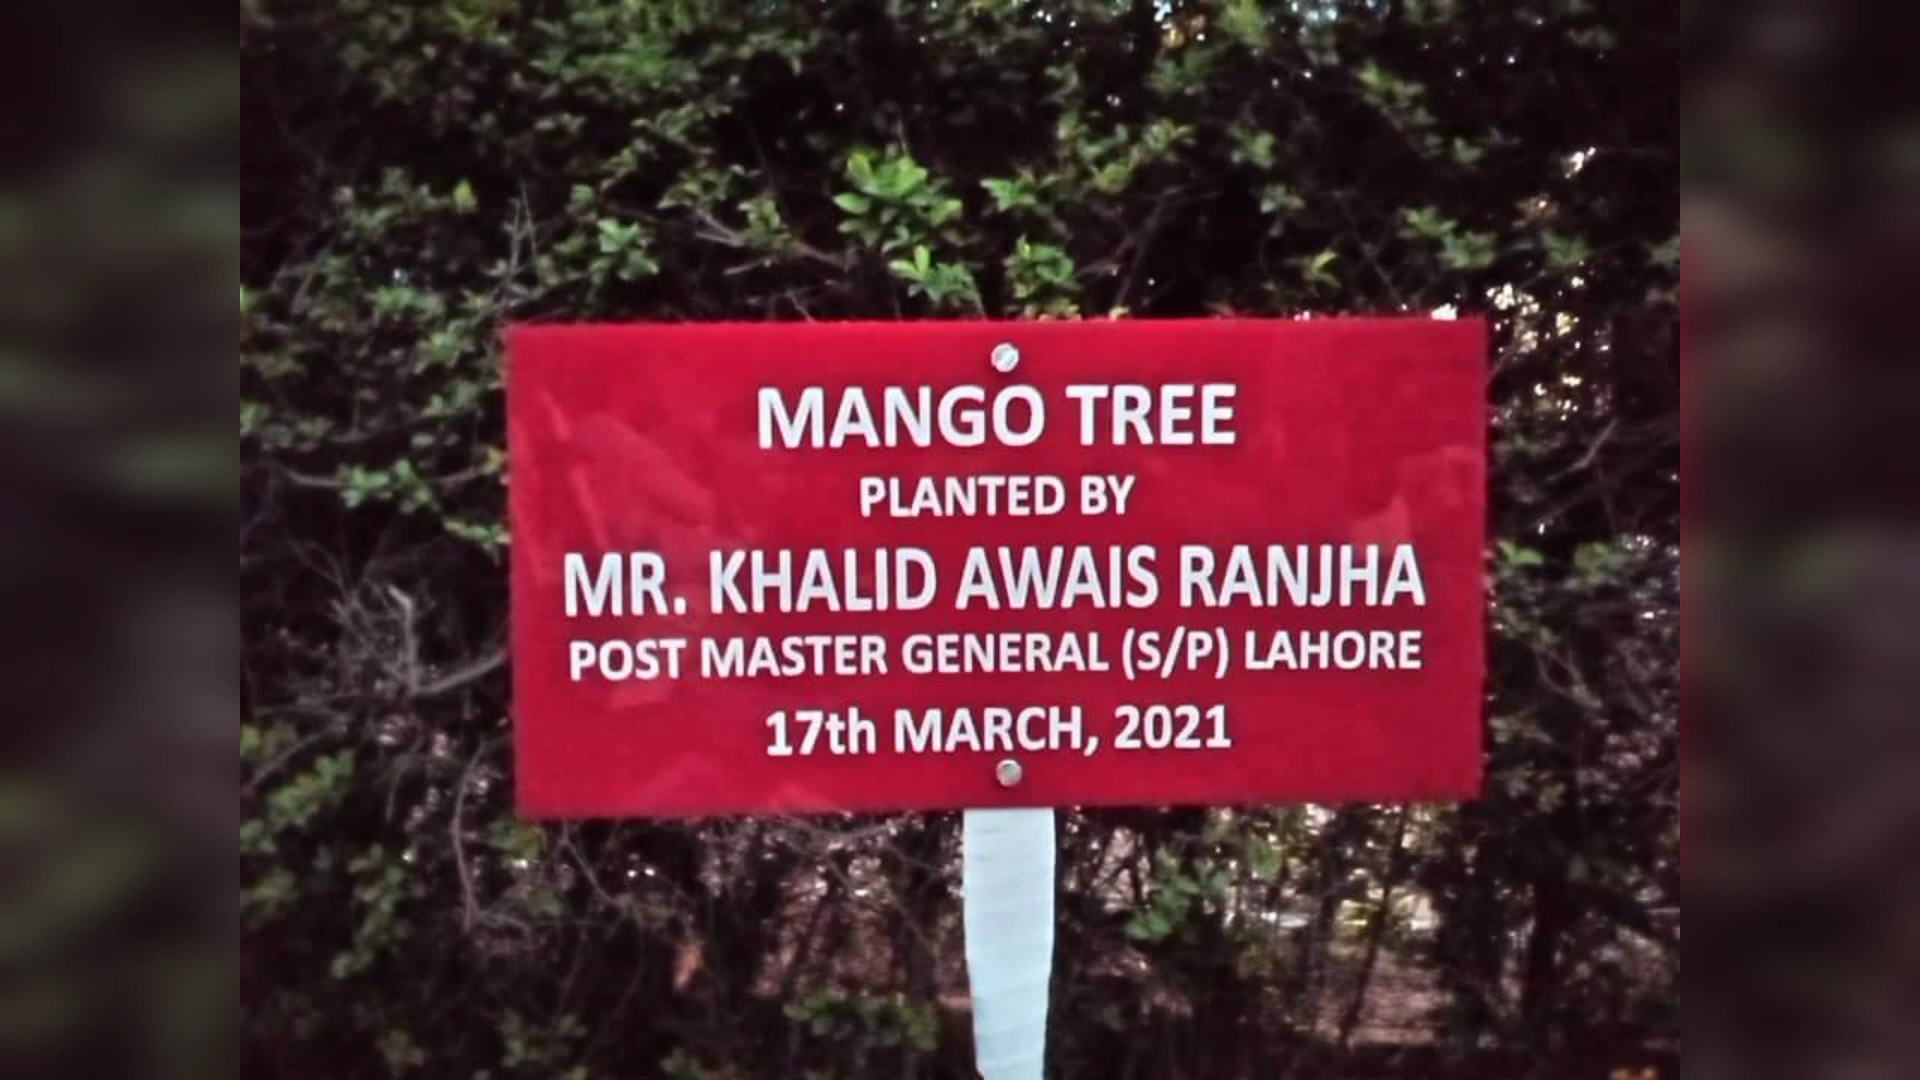 MANGO TREE
PLANTED BY
MR. KHALID AWAIS RANJHA
POST MASTER GENERAL (S/P) LAHORE
17th MARCH, 2021